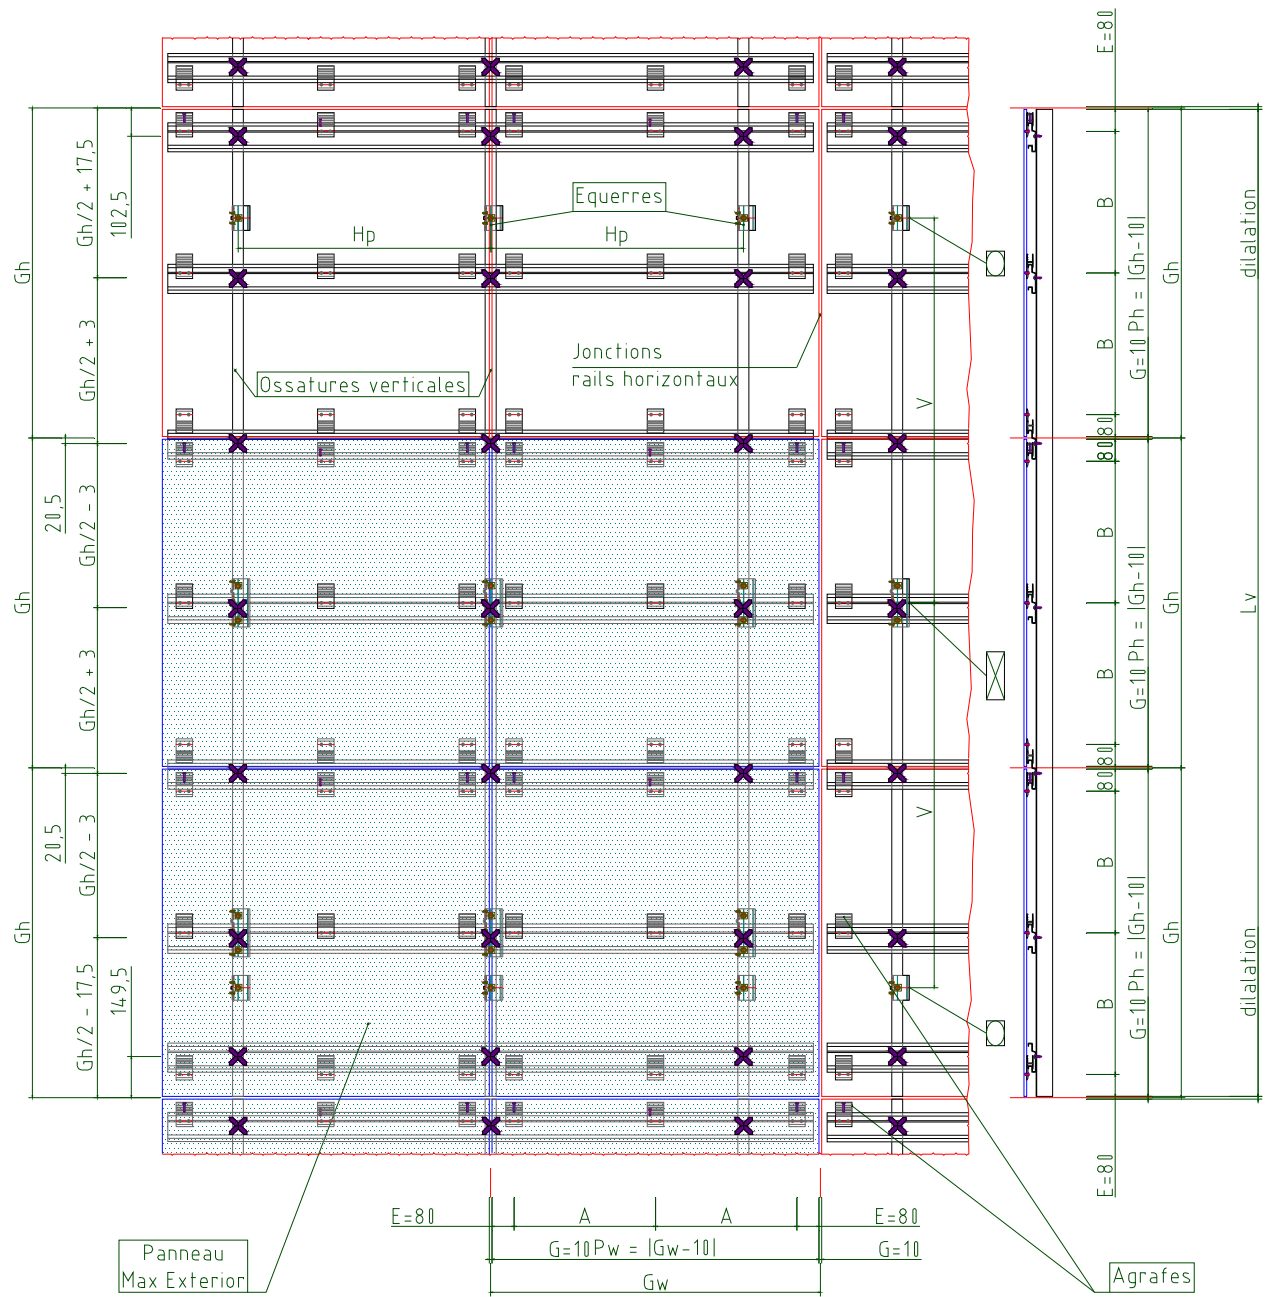 E=80
Gh/2 + 17,5
102,5
Equerres
Hp
Hp
B
dilalation
Gh
Gh
G=10 Ph = |Gh-10|
Gh/2 + 3
Jonctions
rails horizontaux
B
Ossatures verticales
V
80 80
20,5
Gh/2 - 3
B
Gh
Gh
G=10 Ph = |Gh-10|
Lv
Gh/2 + 3
B
80 80
V
20,5
Gh/2 - 3
B
Gh
Gh
G=10 Ph = |Gh-10|
dilalation
Gh/2 - 17,5
149,5
B
E=80
E=80
A
A
E=80
Panneau
Max Exterior
G=10 Pw = |Gw-10|
G=10
Gw
Agrafes